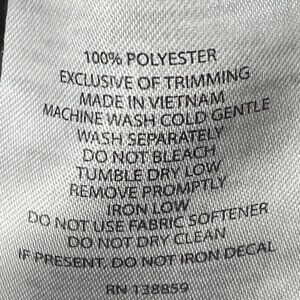 100% POLYESTER
EXCLUSIVE OF TRIMMING
MADE IN VIETNAM
MACHINE WASH COLD GENTLE
WASH SEPARATELY
DO NOT BLEACH
TUMBLE DRY LOW
REMOVE PROMPTLY
IRON LOW
DO NOT USE FABRIC SOFTENER
DO NOT DRY CLEAN
IF PRESENT, DO NOT IRON DECAL
RN 138859